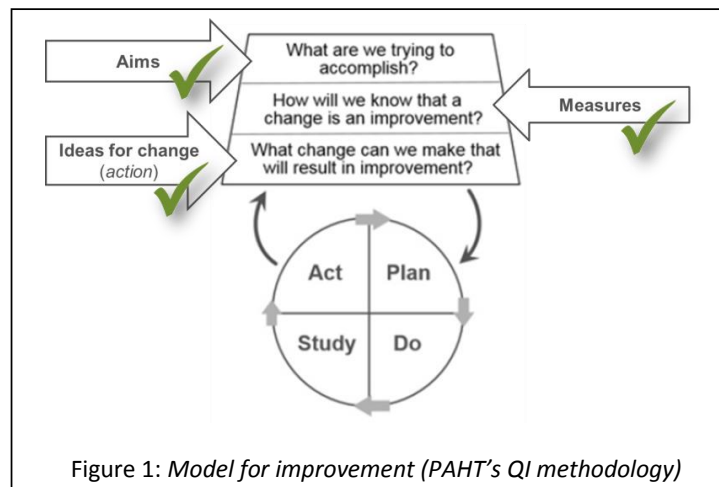 Aims
What are we trying to
accomplish?
How will we know that a
change is an improvement?
Measures
Ideas for change
(action)
What change can we make that
will result in improvement?
Act
Plan
Study
Do
Figure 1: Model for improvement (PAHT's QI methodology)